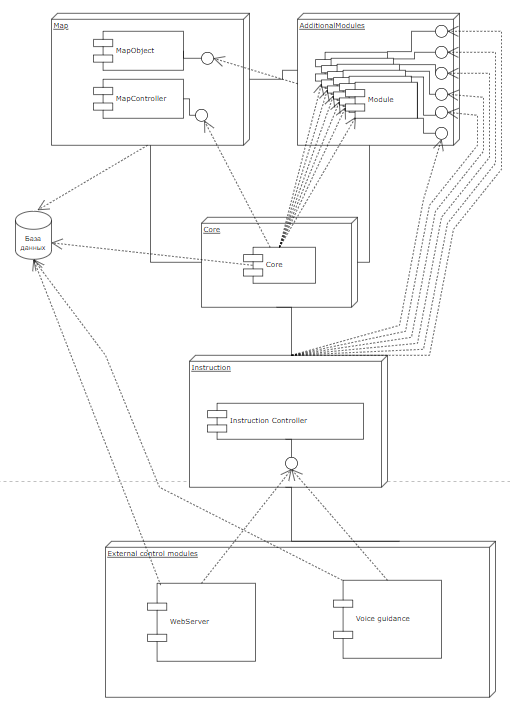 Map
AdditionalModules
MapObject
MapController
Module
База
данных
Core
Core
Instruction
Instruction Controller
External control modules
WebServer
Voice guidance